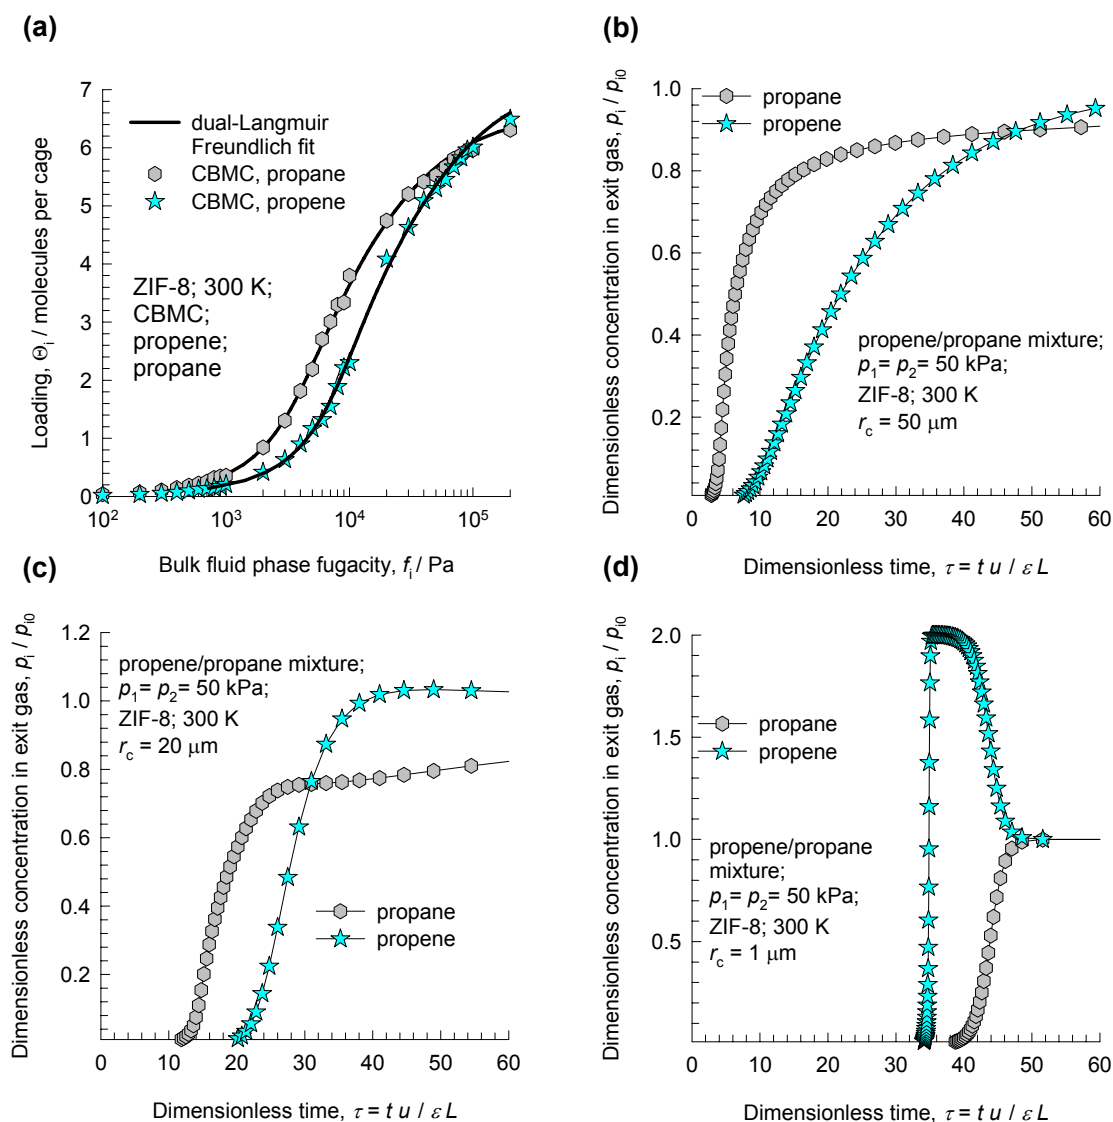 (a)
7
6
5
4
3
2
1
0
Loading, Θi / molecules per cage
dual-Langmuir
Freundlich fit
CBMC, propane
CBMC, propene
ZIF-8; 300 K;
CBMC;
propene;
propane
10² 10³ 10⁴ 10⁵
Bulk fluid phase fugacity, fi / Pa
(b)
1.0
0.8
0.6
0.4
0.2
Dimensionless concentration in exit gas, pi / pi0
propane
propene
propene/propane mixture;
p1= p2= 50 kPa;
ZIF-8; 300 K
rc = 50 μm
0 10 20 30 40 50 60
Dimensionless time, τ = t u / ε L
(c)
1.2
1.0
0.8
0.6
0.4
0.2
Dimensionless concentration in exit gas, pi / pi0
propene/propane mixture;
p1= p2= 50 kPa;
ZIF-8; 300 K
rc = 20 μm
propane
propene
0 10 20 30 40 50 60
Dimensionless time, τ = t u / ε L
(d)
2.0
1.5
1.0
0.5
Dimensionless concentration in exit gas, pi / pi0
propane
propene
propene/propane
mixture;
p1= p2= 50 kPa;
ZIF-8; 300 K
rc = 1 μm
0 10 20 30 40 50 60
Dimensionless time, τ = t u / ε L